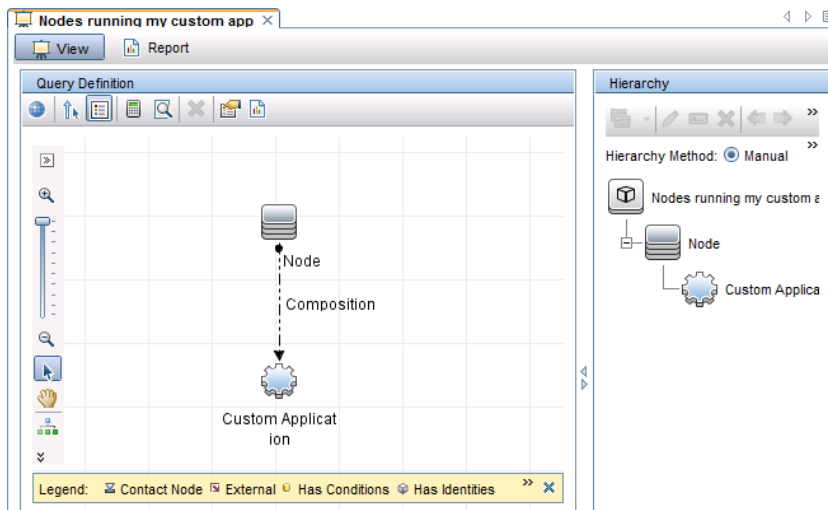 Nodes running my custom app
View
Report
Query Definition
Hierarchy
Hierarchy Method: Manual
Nodes running my custom a
Node
Custom Applica
Node
Composition
Custom Applicat
ion
Legend: Contact Node External Has Conditions Has Identities